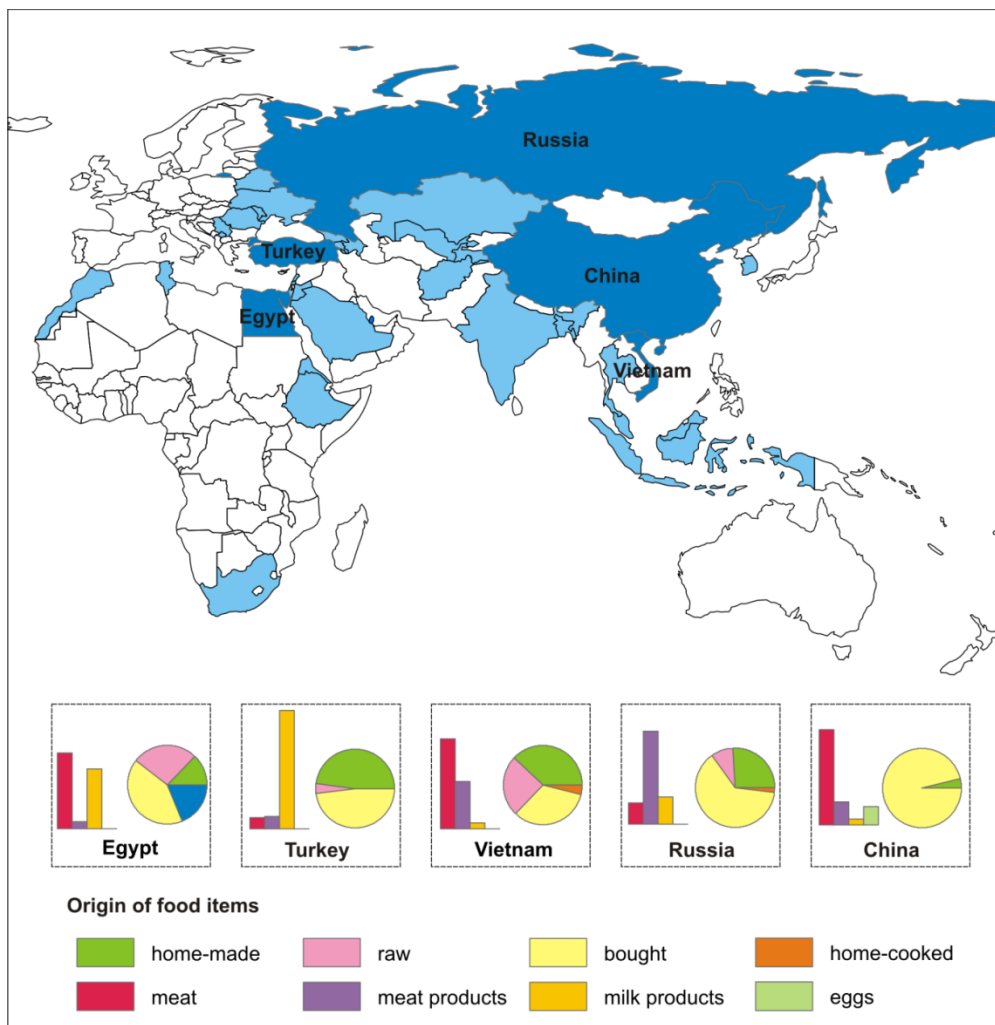 Russia
Turkey
China
Egypt
Vietnam
Egypt
Turkey
Vietnam
Russia
China
Origin of food items
home-made
raw
bought
home-cooked
meat
meat products
milk products
eggs